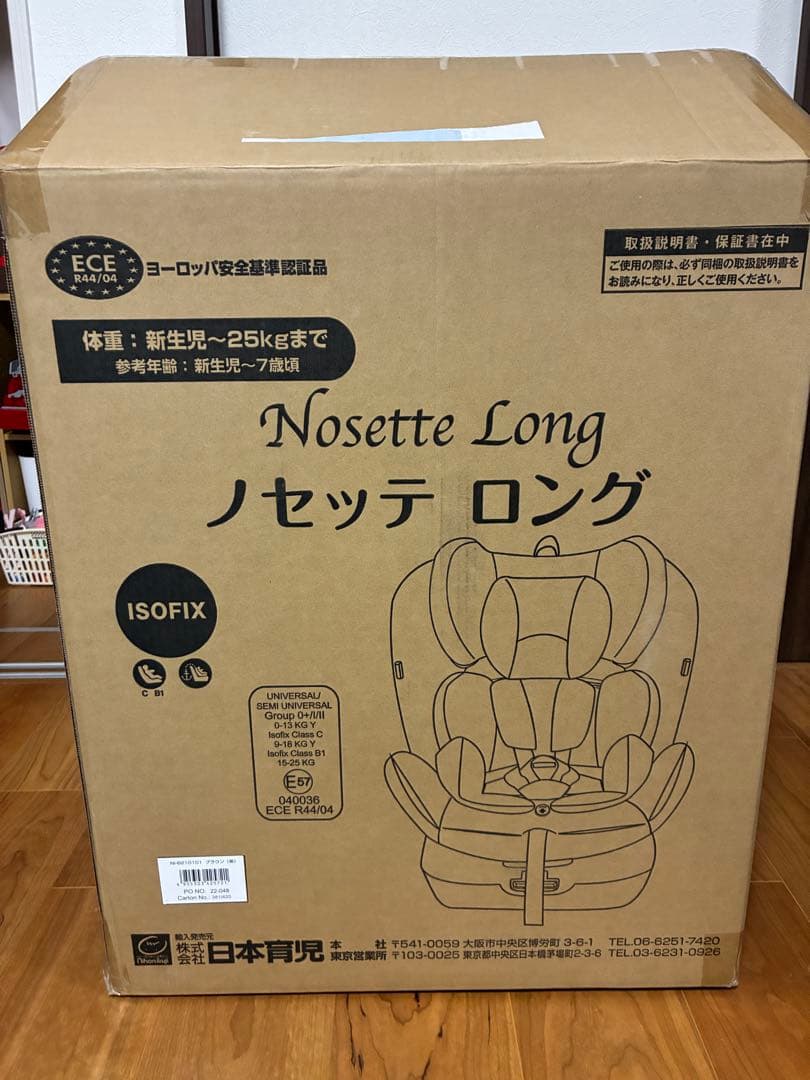 ECE
R44/04
ヨーロッパ安全基準認証品
取扱説明書・保証書在中
ご使用の際は、必ず同梱の取扱説明書を
お読みになり、正しくご使用ください。
体重：新生児～25kgまで
参考年齢：新生児～7歳頃
Nosette Long
ノセッテ ロング
ISOFIX
C B1
UNIVERSAL/
SEMI UNIVERSAL
Group 0+/I/II
0-13 KG Y
Isofix Class C
9-18 KG Y
Isofix Class B1
15-25 KG
E57
040036
ECE R44/04
PO NO. 22-048
Carton No.:
輸入発売元
株式会社 日本育児
本社 〒541-0059 大阪市中央区博労町 3-6-1 TEL.06-6251-7420
東京営業所 〒103-0025 東京都中央区日本橋茅場町2-3-6 TEL.03-6231-0926